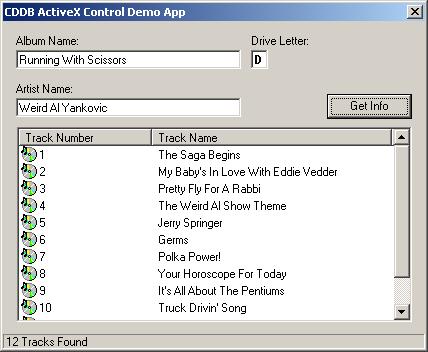 CDDB ActiveX Control Demo App
Album Name: Drive Letter:
Running With Scissors D
Artist Name:
Weird Al Yankovic Get Info
Track Number Track Name
1 The Saga Begins
2 My Baby's In Love With Eddie Vedder
3 Pretty Fly For A Rabbi
4 The Weird Al Show Theme
5 Jerry Springer
6 Germs
7 Polka Power!
8 Your Horoscope For Today
9 It's All About The Pentiums
10 Truck Drivin' Song
12 Tracks Found